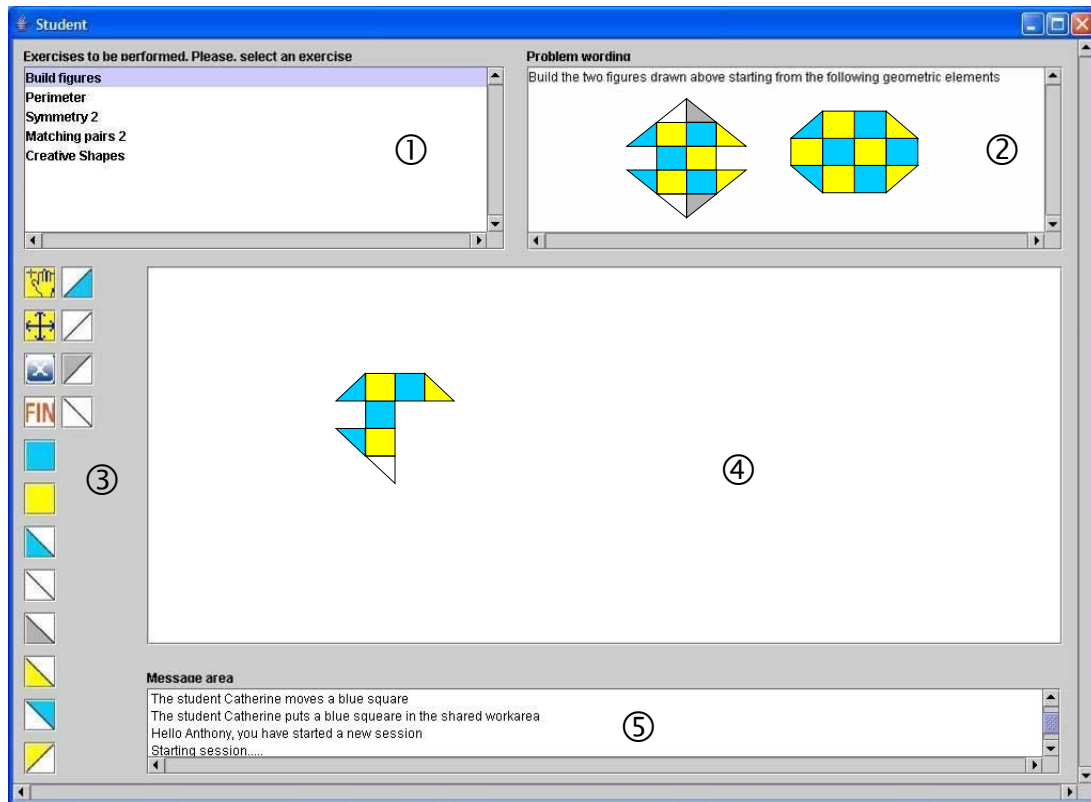 Student
Exercises to be performed. Please, select an exercise
Build figures
Perimeter
Symmetry 2
Matching pairs 2
Creative Shapes
①
Problem wording
Build the two figures drawn above starting from the following geometric elements
②
FIN
③
④
Message area
The student Catherine moves a blue square
The student Catherine puts a blue squeare in the shared workarea
Hello Anthony, you have started a new session
Starting session.....
⑤